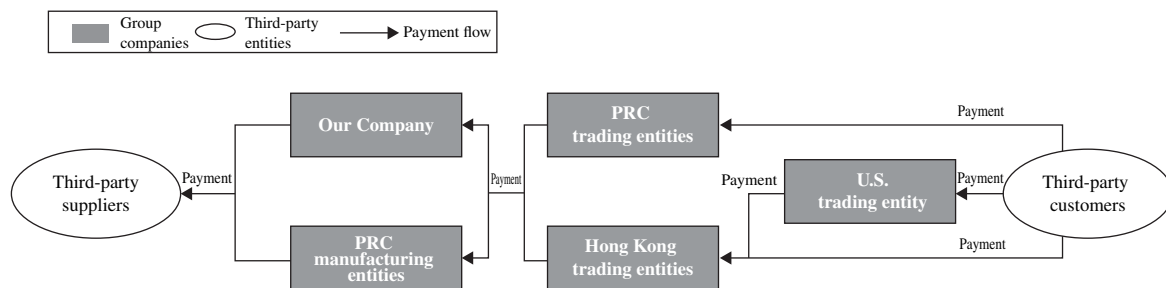 Group
companies
Third-party
entities
Payment flow
Our Company
PRC
trading entities
Payment
Third-party
suppliers
Payment
Payment
Payment
U.S.
trading entity
Payment
Third-party
customers
PRC
manufacturing
entities
Hong Kong
trading entities
Payment